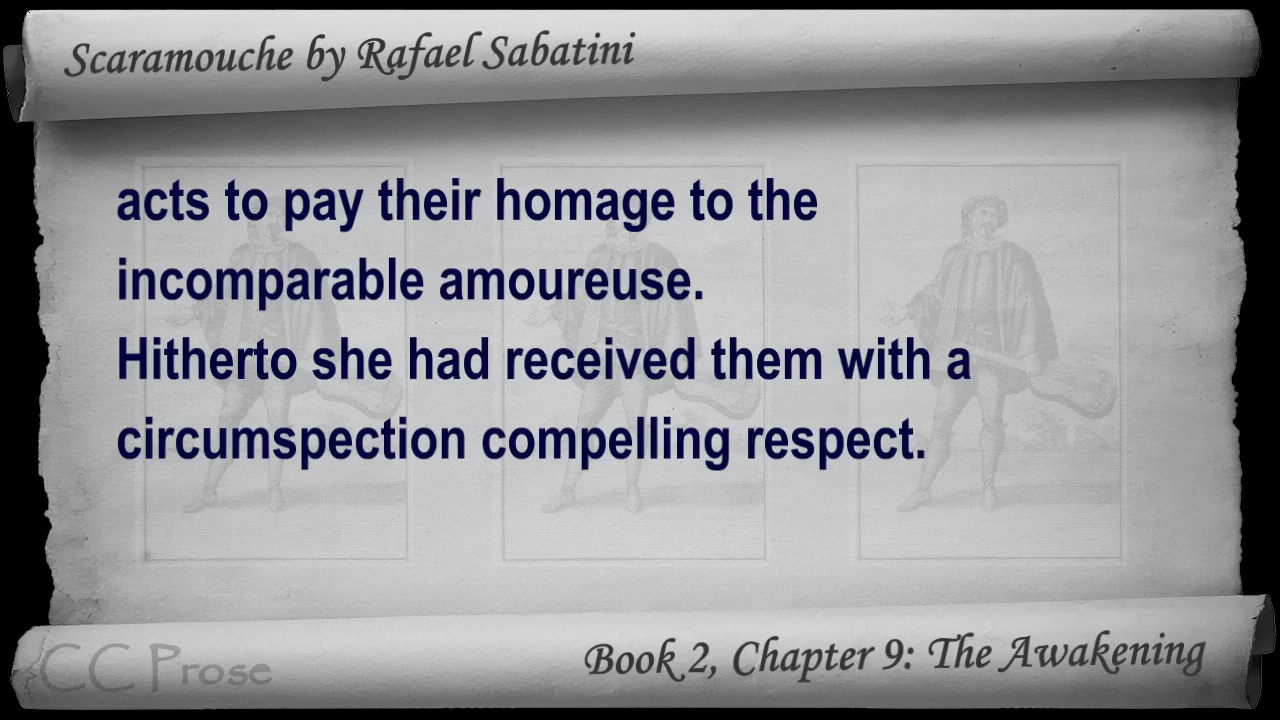 Scaramouche by Rafael Sabatini
acts to pay their homage to the
incomparable amoureuse.
Hitherto she had received them with a
circumspection compelling respect.
CC Prose
Book 2, Chapter 9: The Awakening